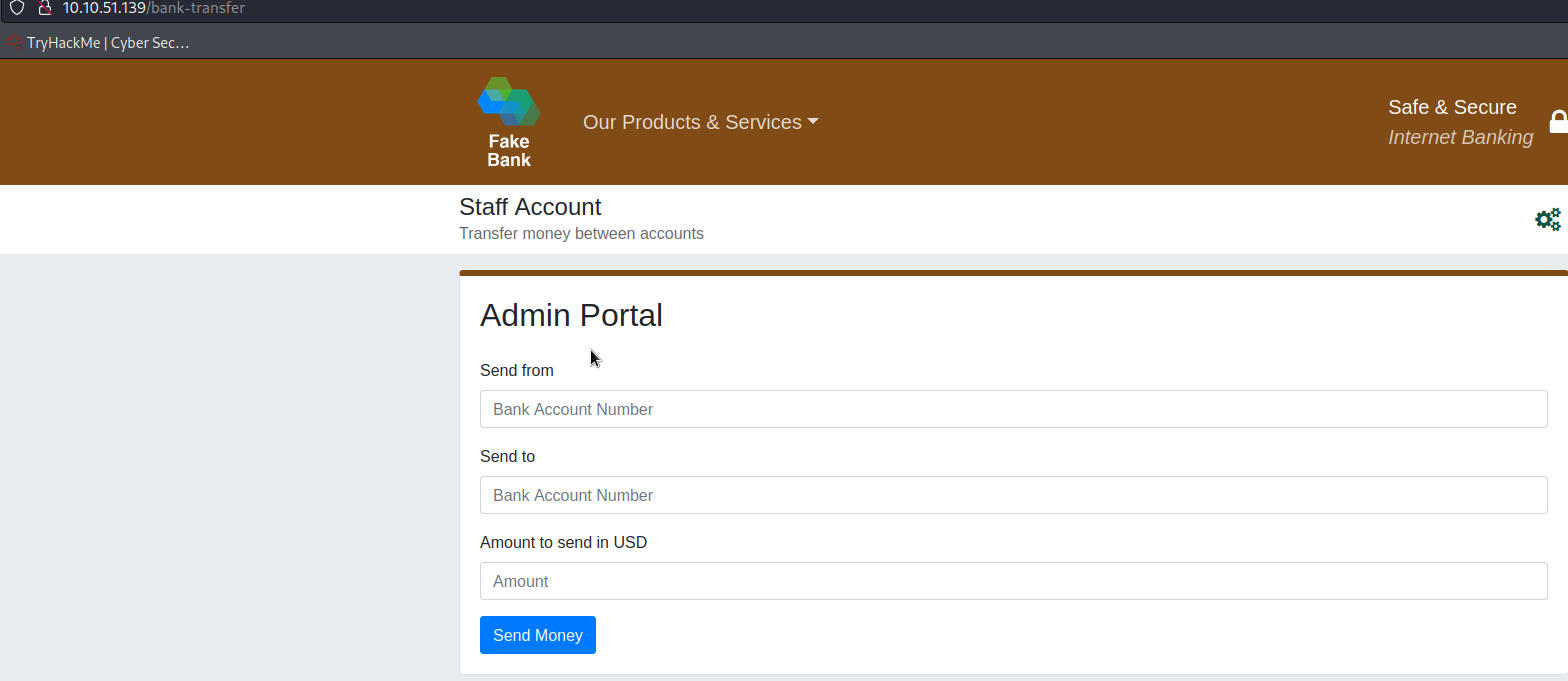 10.10.51.139/bank-transfer
TryHackMe | Cyber Sec…
Fake
Bank
Our Products & Services
Safe & Secure
Internet Banking
Staff Account
Transfer money between accounts
Admin Portal
Send from
Bank Account Number
Send to
Bank Account Number
Amount to send in USD
Amount
Send Money